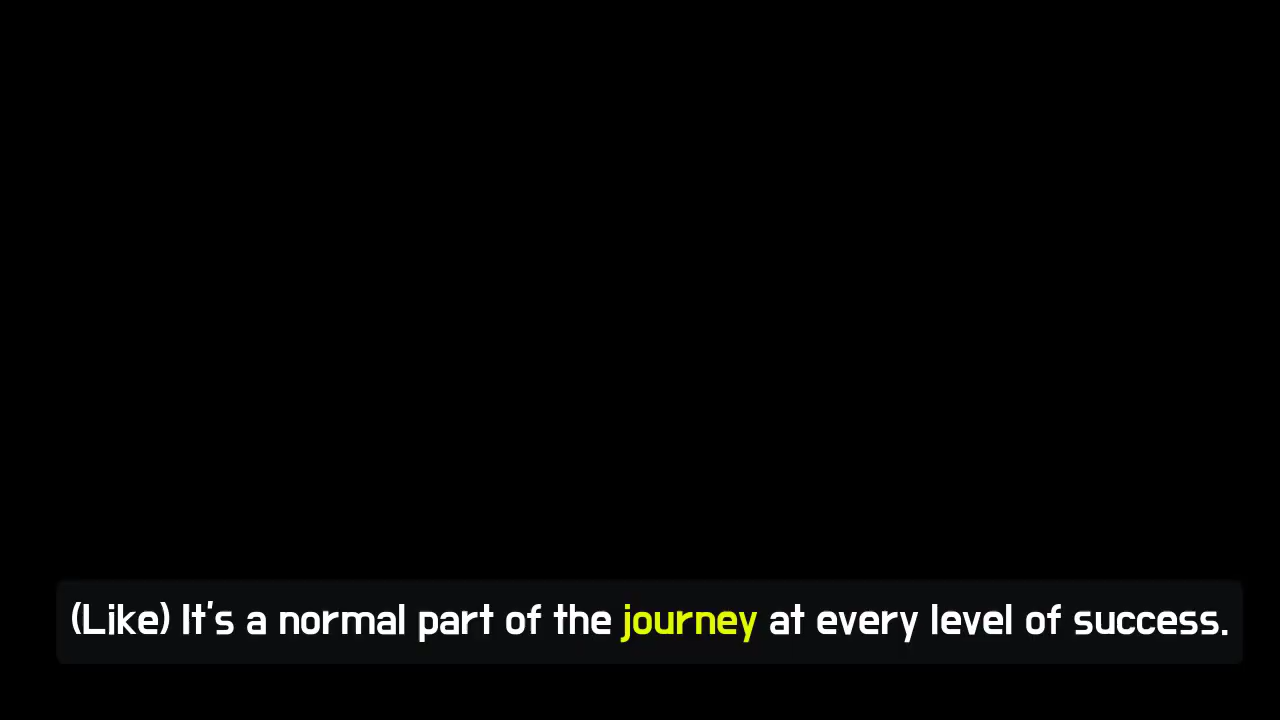 (Like) It's a normal part of the journey at every level of success.